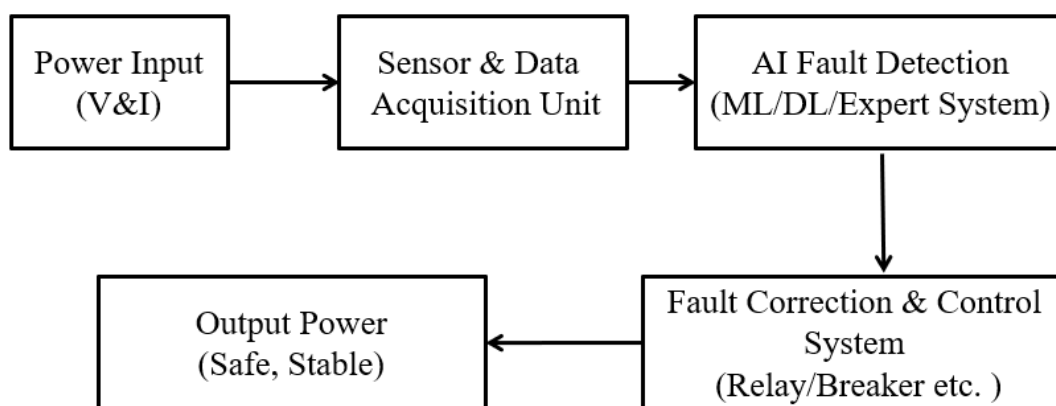 Power Input
(V&I)
Sensor & Data
Acquisition Unit
AI Fault Detection
(ML/DL/Expert System)
Fault Correction & Control
System
(Relay/Breaker etc. )
Output Power
(Safe, Stable)